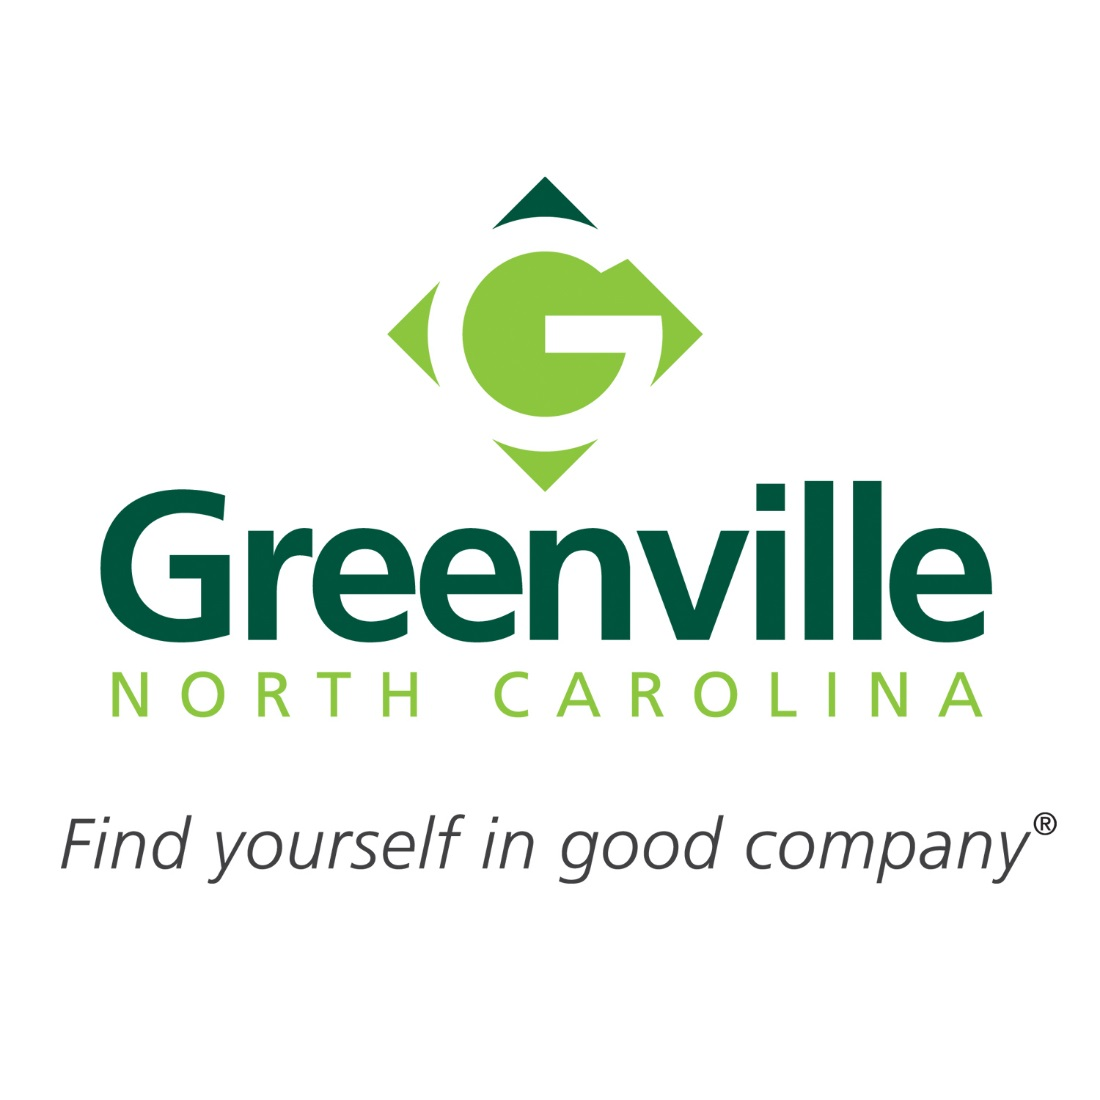 G
Greenville
NORTH CAROLINA
Find yourself in good company®